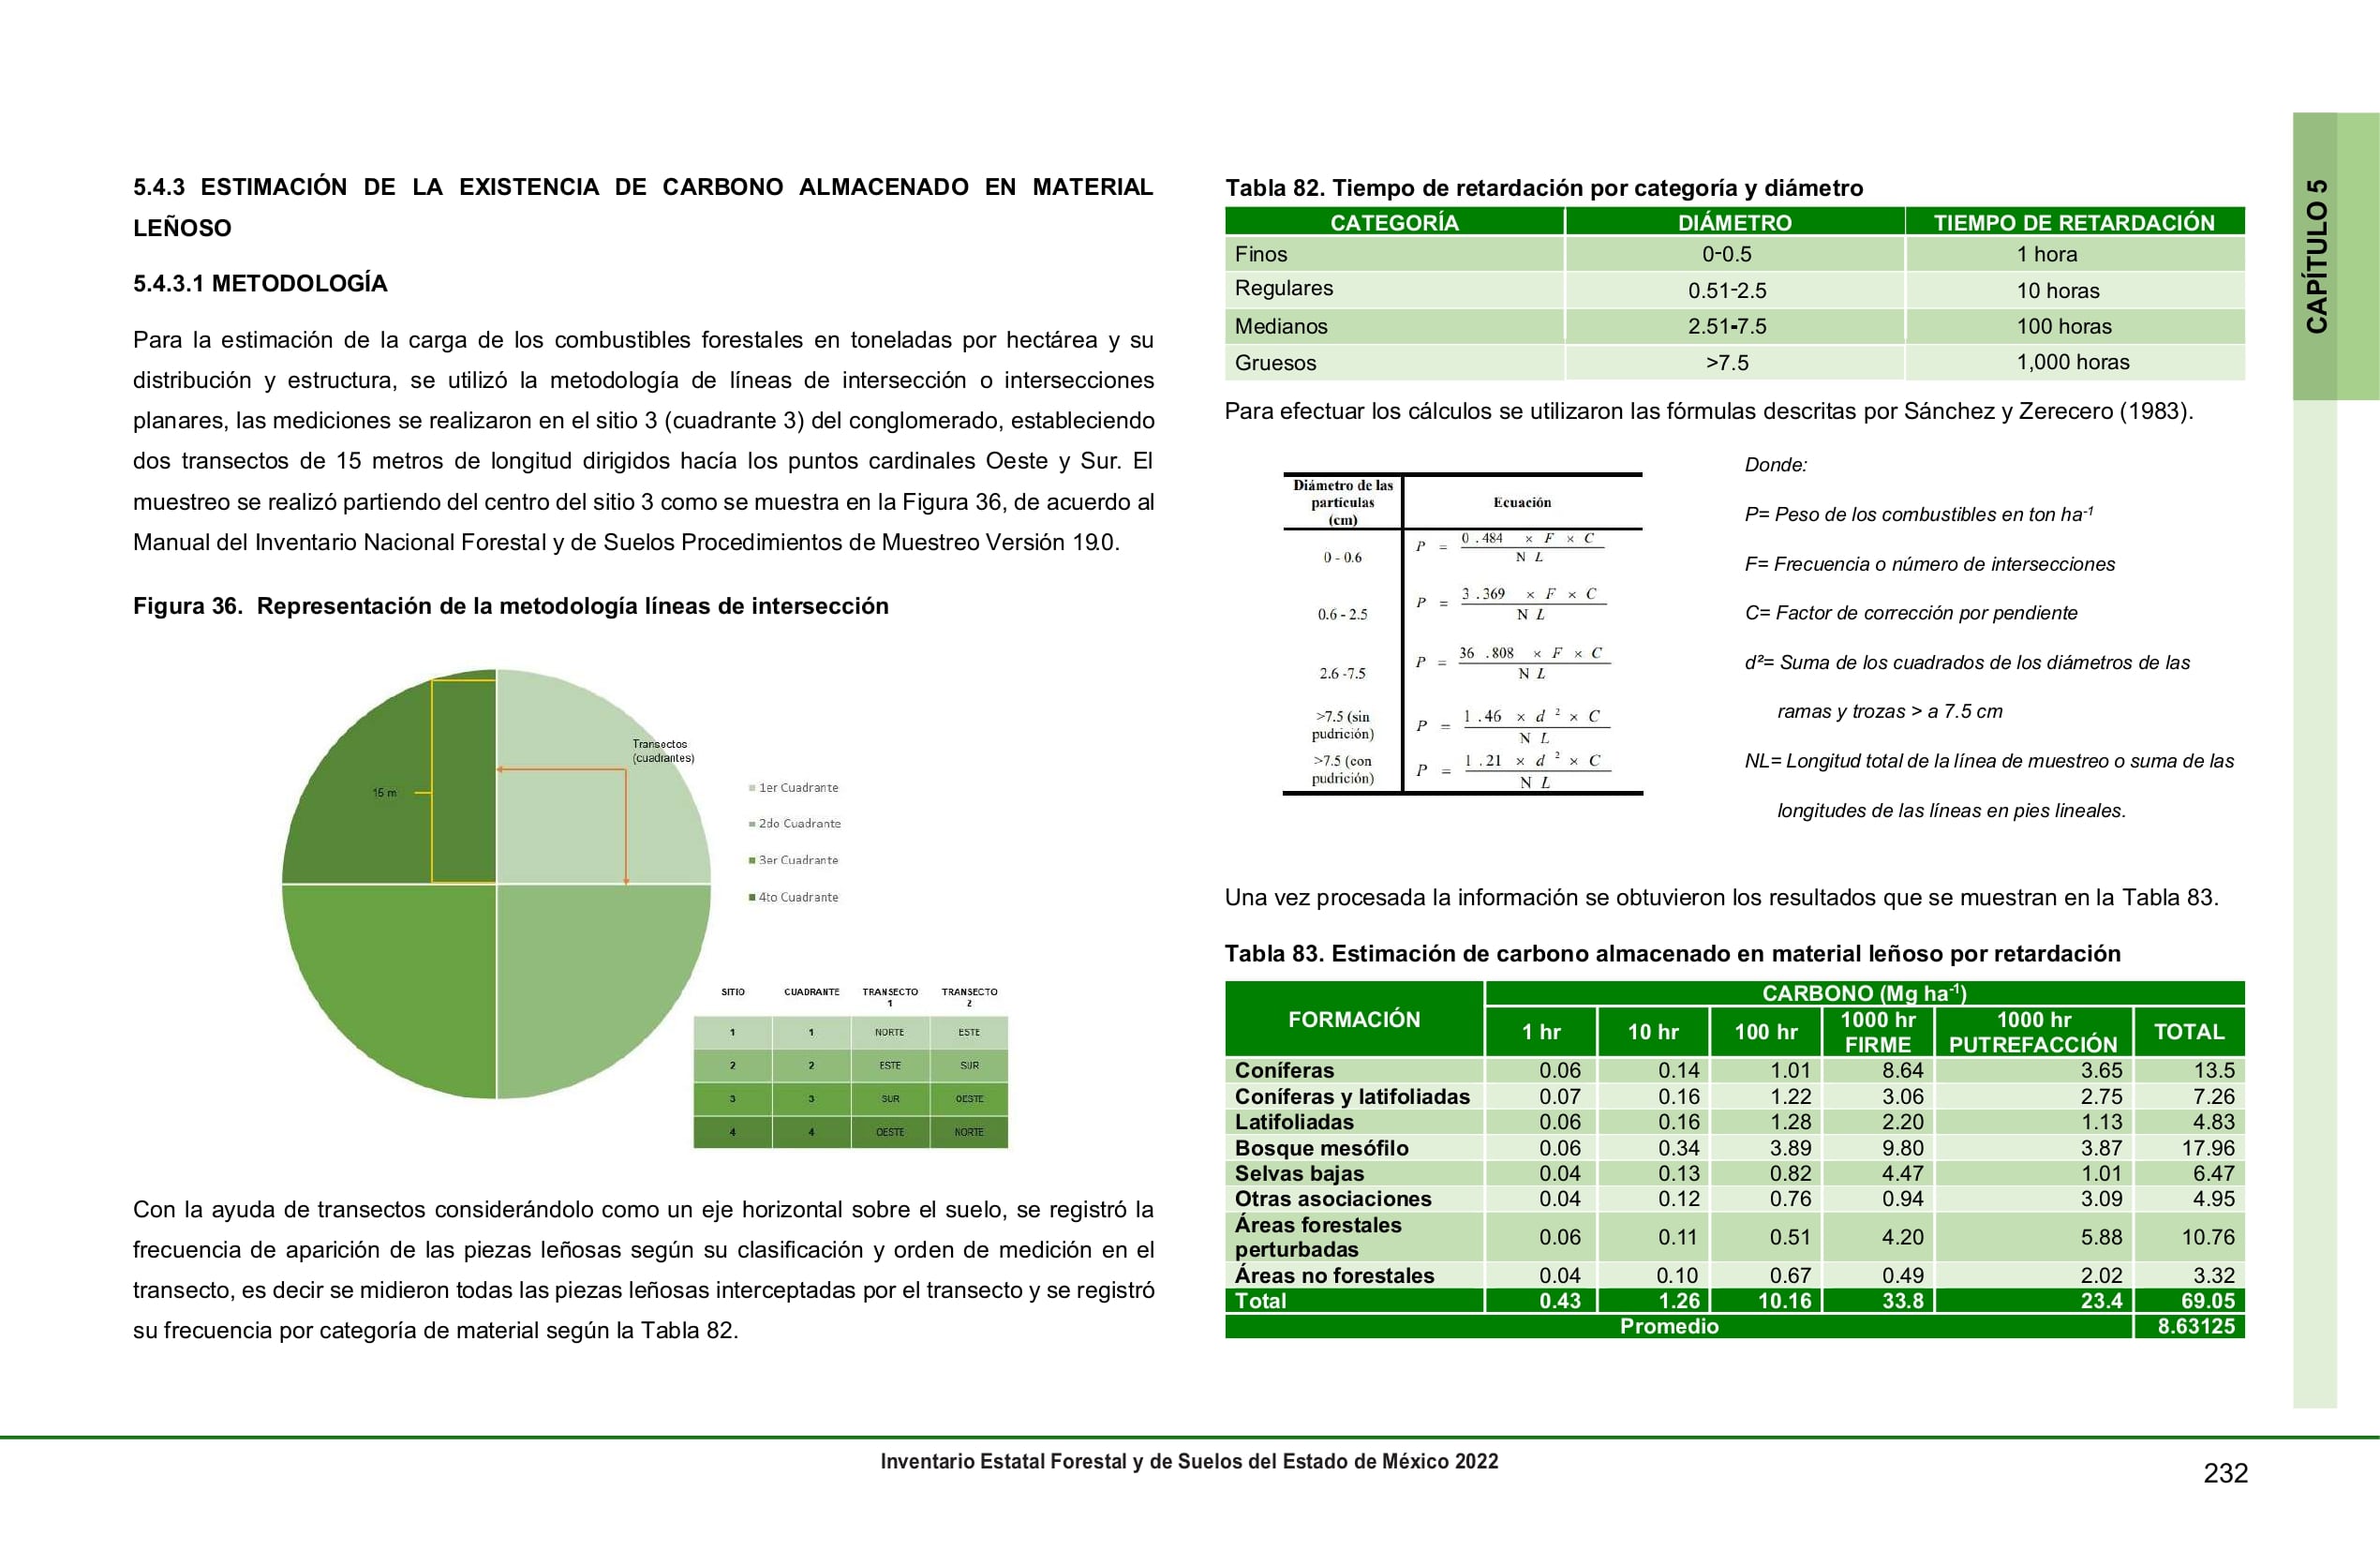 5.4.3 ESTIMACIÓN DE LA EXISTENCIA DE CARBONO ALMACENADO EN MATERIAL
LEÑOSO
5.4.3.1 METODOLOGÍA
Para la estimación de la carga de los combustibles forestales en toneladas por hectárea y su
distribución y estructura, se utilizó la metodología de líneas de intersección o intersecciones
planares, las mediciones se realizaron en el sitio 3 (cuadrante 3) del conglomerado, estableciendo
dos transectos de 15 metros de longitud dirigidos hacía los puntos cardinales Oeste y Sur. El
muestreo se realizó partiendo del centro del sitio 3 como se muestra en la Figura 36, de acuerdo al
Manual del Inventario Nacional Forestal y de Suelos Procedimientos de Muestreo Versión 19.0.
Figura 36. Representación de la metodología líneas de intersección
Transectos
(cuadrantes)
15 m
1er Cuadrante
2do Cuadrante
3er Cuadrante
4to Cuadrante
SITIO CUADRANTE TRANSECTO 1 TRANSECTO 2
1 1 NORTE ESTE
2 2 ESTE SUR
3 3 SUR OESTE
4 4 OESTE NORTE
Con la ayuda de transectos considerándolo como un eje horizontal sobre el suelo, se registró la
frecuencia de aparición de las piezas leñosas según su clasificación y orden de medición en el
transecto, es decir se midieron todas las piezas leñosas interceptadas por el transecto y se registró
su frecuencia por categoría de material según la Tabla 82.
Tabla 82. Tiempo de retardación por categoría y diámetro
CATEGORÍA DIÁMETRO TIEMPO DE RETARDACIÓN
Finos 0-0.5 1 hora
Regulares 0.51-2.5 10 horas
Medianos 2.51-7.5 100 horas
Gruesos >7.5 1,000 horas
Para efectuar los cálculos se utilizaron las fórmulas descritas por Sánchez y Zerecero (1983).
Diámetro de las
partículas
(cm)
Ecuación
0 - 0.6 P = 0.484 × F × C / N L
0.6 - 2.5 P = 3.369 × F × C / N L
2.6 -7.5 P = 36.808 × F × C / N L
>7.5 (sin
pudrición) P = 1.46 × d² × C / N L
>7.5 (con
pudrición) P = 1.21 × d² × C / N L
Donde:
P= Peso de los combustibles en ton ha⁻¹
F= Frecuencia o número de intersecciones
C= Factor de corrección por pendiente
d²= Suma de los cuadrados de los diámetros de las
ramas y trozas > a 7.5 cm
NL= Longitud total de la línea de muestreo o suma de las
longitudes de las líneas en pies lineales.
Una vez procesada la información se obtuvieron los resultados que se muestran en la Tabla 83.
Tabla 83. Estimación de carbono almacenado en material leñoso por retardación
FORMACIÓN CARBONO (Mg ha⁻¹)
1 hr 10 hr 100 hr 1000 hr FIRME 1000 hr PUTREFACCIÓN TOTAL
Coníferas 0.06 0.14 1.01 8.64 3.65 13.5
Coníferas y latifoliadas 0.07 0.16 1.22 3.06 2.75 7.26
Latifoliadas 0.06 0.16 1.28 2.20 1.13 4.83
Bosque mesófilo 0.06 0.34 3.89 9.80 3.87 17.96
Selvas bajas 0.04 0.13 0.82 4.47 1.01 6.47
Otras asociaciones 0.04 0.12 0.76 0.94 3.09 4.95
Áreas forestales
perturbadas 0.06 0.11 0.51 4.20 5.88 10.76
Áreas no forestales 0.04 0.10 0.67 0.49 2.02 3.32
Total 0.43 1.26 10.16 33.8 23.4 69.05
Promedio 8.63125
CAPÍTULO 5
Inventario Estatal Forestal y de Suelos del Estado de México 2022
232